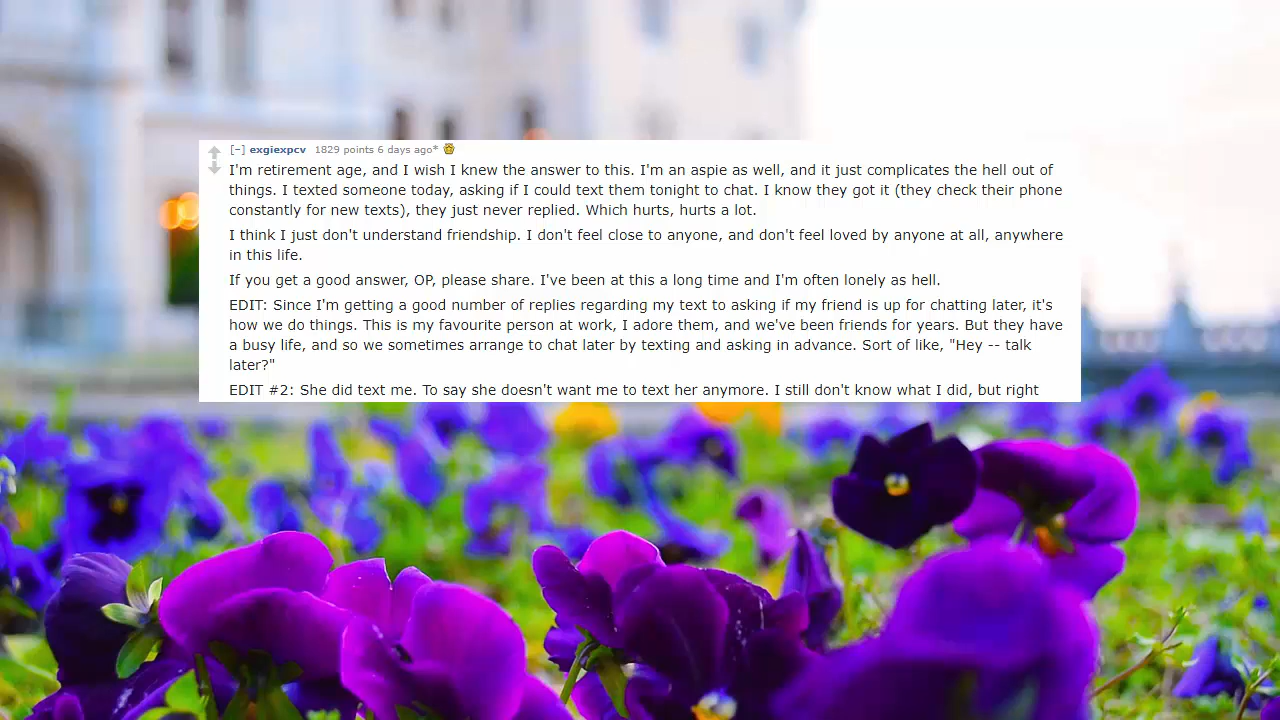 [-] exgiexpcv 1829 points 6 days ago*
I'm retirement age, and I wish I knew the answer to this. I'm an aspie as well, and it just complicates the hell out of
things. I texted someone today, asking if I could text them tonight to chat. I know they got it (they check their phone
constantly for new texts), they just never replied. Which hurts, hurts a lot.
I think I just don't understand friendship. I don't feel close to anyone, and don't feel loved by anyone at all, anywhere
in this life.
If you get a good answer, OP, please share. I've been at this a long time and I'm often lonely as hell.
EDIT: Since I'm getting a good number of replies regarding my text to asking if my friend is up for chatting later, it's
how we do things. This is my favourite person at work, I adore them, and we've been friends for years. But they have
a busy life, and so we sometimes arrange to chat later by texting and asking in advance. Sort of like, "Hey -- talk
later?"
EDIT #2: She did text me. To say she doesn't want me to text her anymore. I still don't know what I did, but right